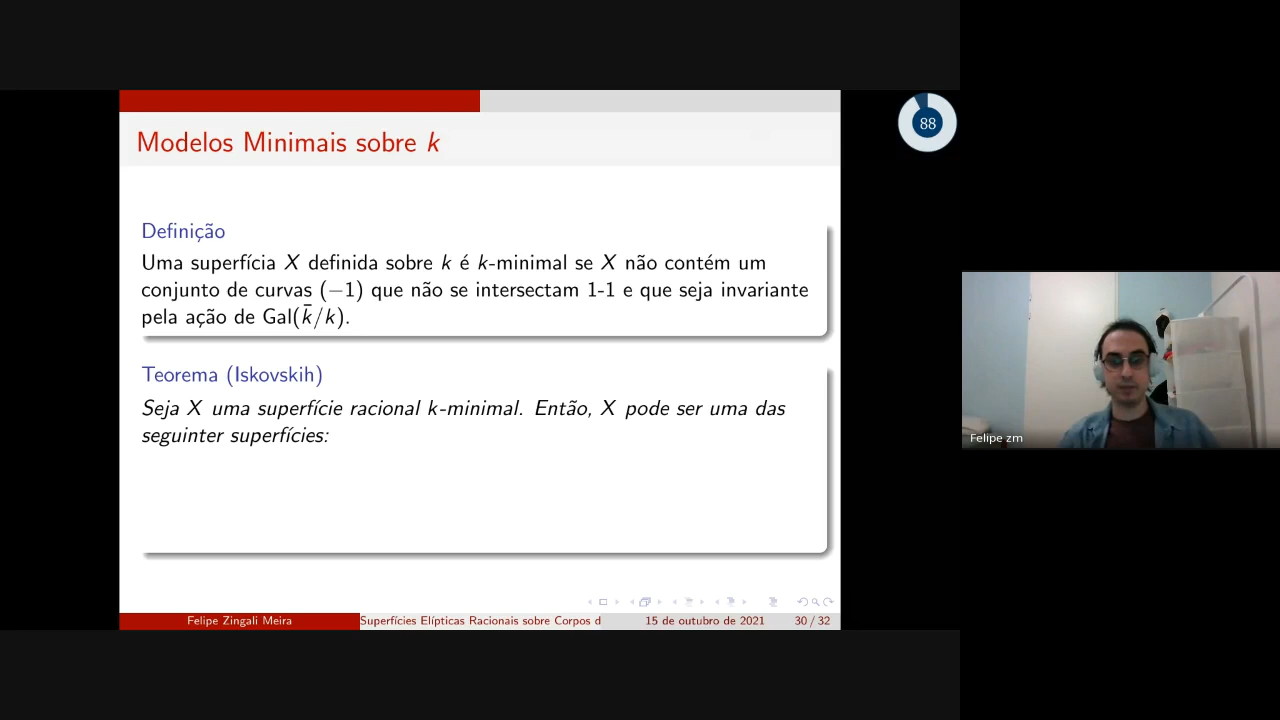 88
Modelos Minimais sobre k
Definição
Uma superfícia X definida sobre k é k-minimal se X não contém um
conjunto de curvas (−1) que não se intersectam 1-1 e que seja invariante
pela ação de Gal(k̄/k).
Teorema (Iskovskih)
Seja X uma superfície racional k-minimal. Então, X pode ser uma das
seguinter superfícies:
Felipe zm
Felipe Zingali Meira
Superfícies Elípticas Racionais sobre Corpos d
15 de outubro de 2021
30 / 32